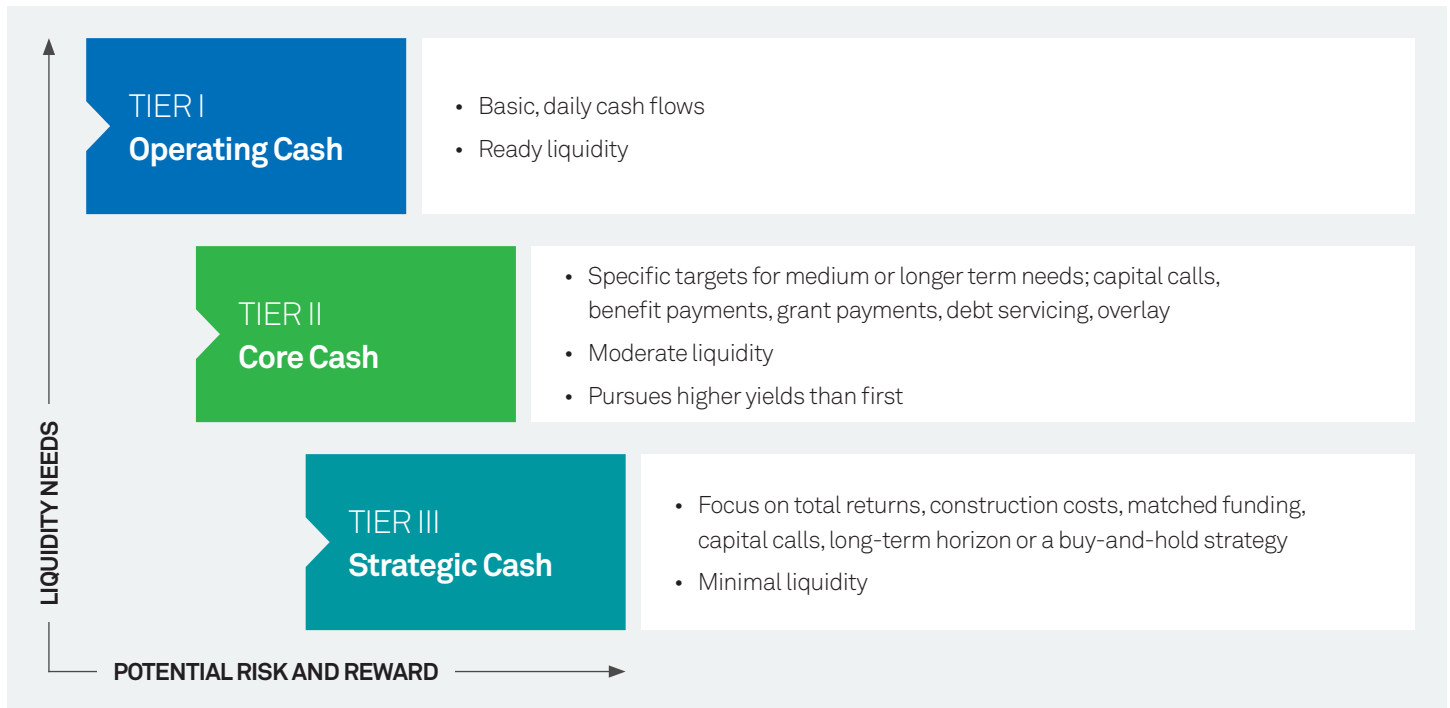 TIER I
Operating Cash
• Basic, daily cash flows
• Ready liquidity
TIER II
Core Cash
• Specific targets for medium or longer term needs; capital calls,
benefit payments, grant payments, debt servicing, overlay
• Moderate liquidity
• Pursues higher yields than first
TIER III
Strategic Cash
• Focus on total returns, construction costs, matched funding,
capital calls, long-term horizon or a buy-and-hold strategy
• Minimal liquidity
LIQUIDITY NEEDS
POTENTIAL RISK AND REWARD